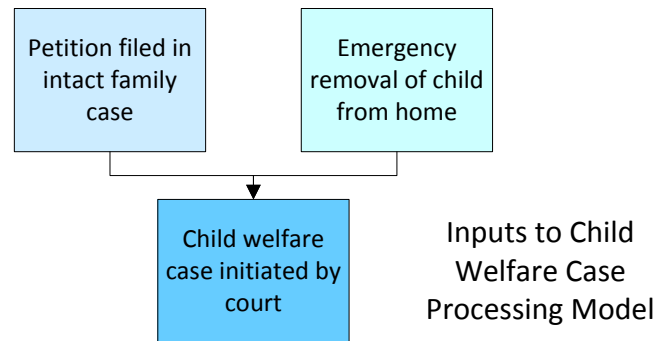 Petition filed in
intact family
case
Emergency
removal of child
from home
Child welfare
case initiated by
court
Inputs to Child
Welfare Case
Processing Model